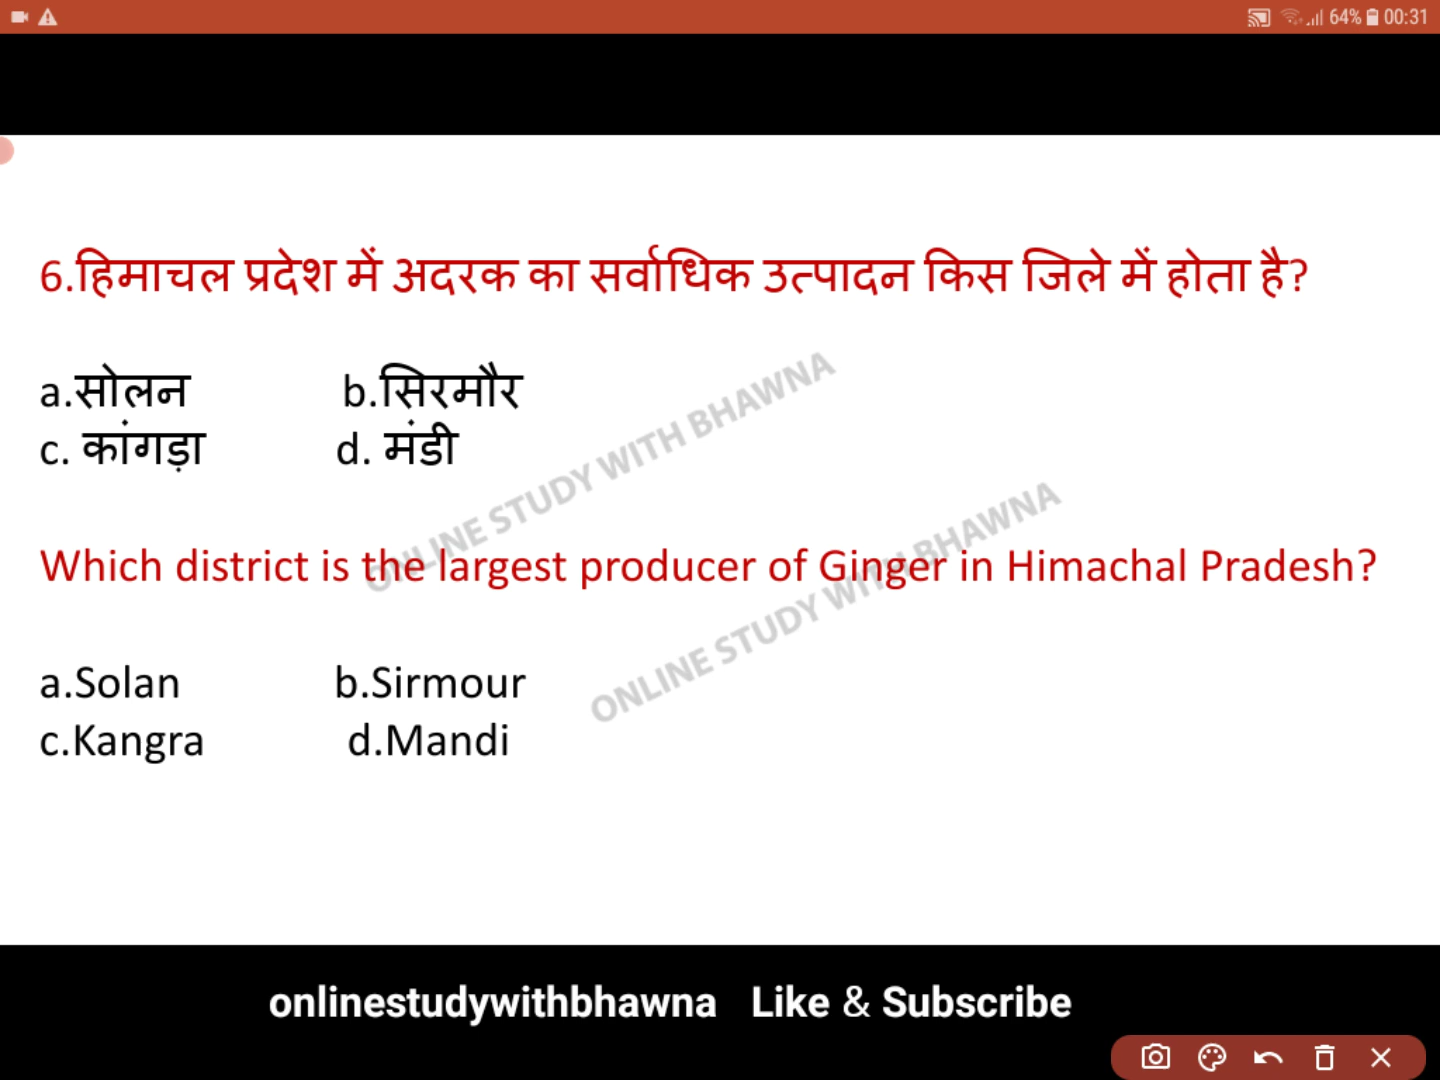 64% 00:31
6.हिमाचल प्रदेश में अदरक का सर्वाधिक उत्पादन किस जिले में होता है?
a.सोलन b.सिरमौर
c. कांगड़ा d. मंडी
ONLINE STUDY WITH BHAWNA
Which district is the largest producer of Ginger in Himachal Pradesh?
ONLINE STUDY WITH BHAWNA
a.Solan b.Sirmour
c.Kangra d.Mandi
onlinestudywithbhawna Like & Subscribe